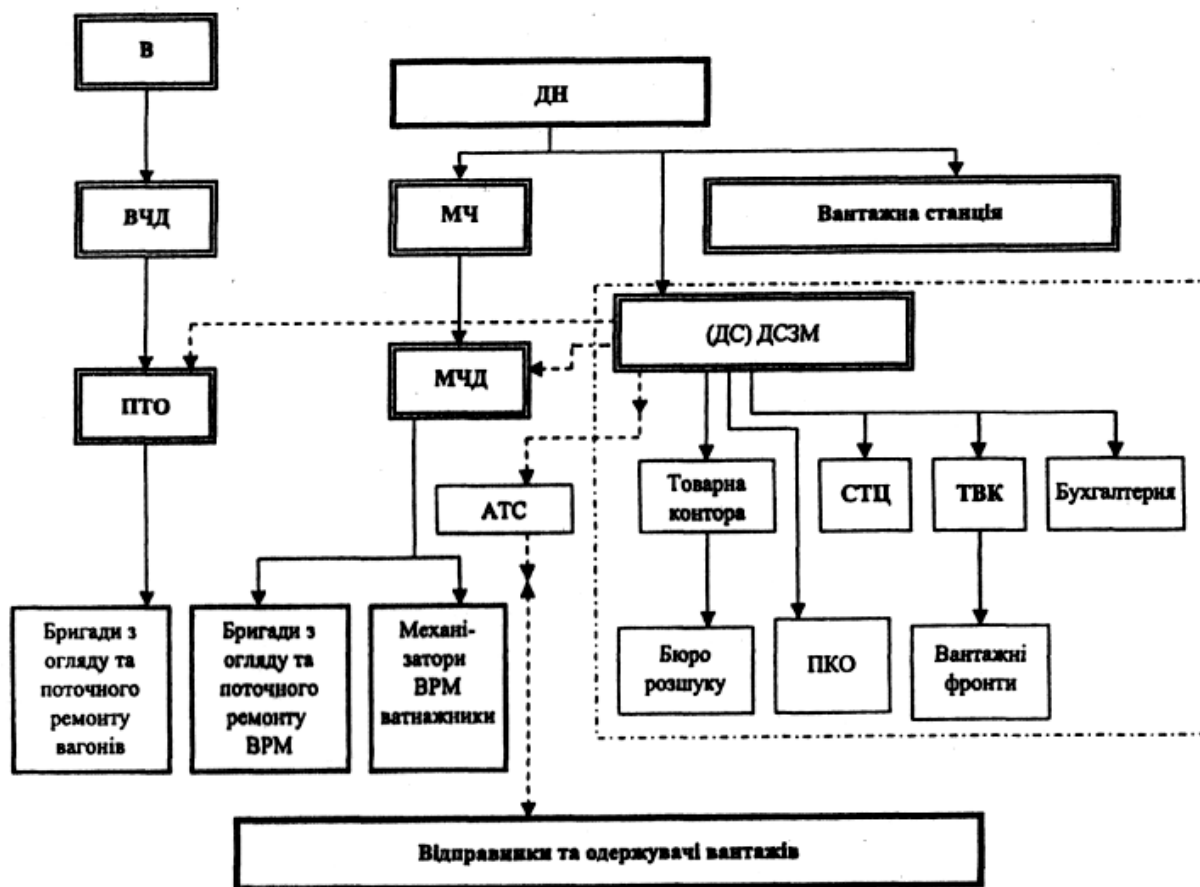 В
ДН
ВЧД
МЧ
Вантажна станція
(ДС) ДСЗМ
ПТО
МЧД
Товарна
контора
СТЦ
ТВК
Бухгалтерня
АТС
Бригади з
огляду та
поточного
ремонту
вагонів
Бригади з
огляду та
поточного
ремонту
ВРМ
Механі-
затори
ВРМ
ватнажники
Бюро
розшуку
ПКО
Вантажні
фронти
Відправники та одержувачі вантажів